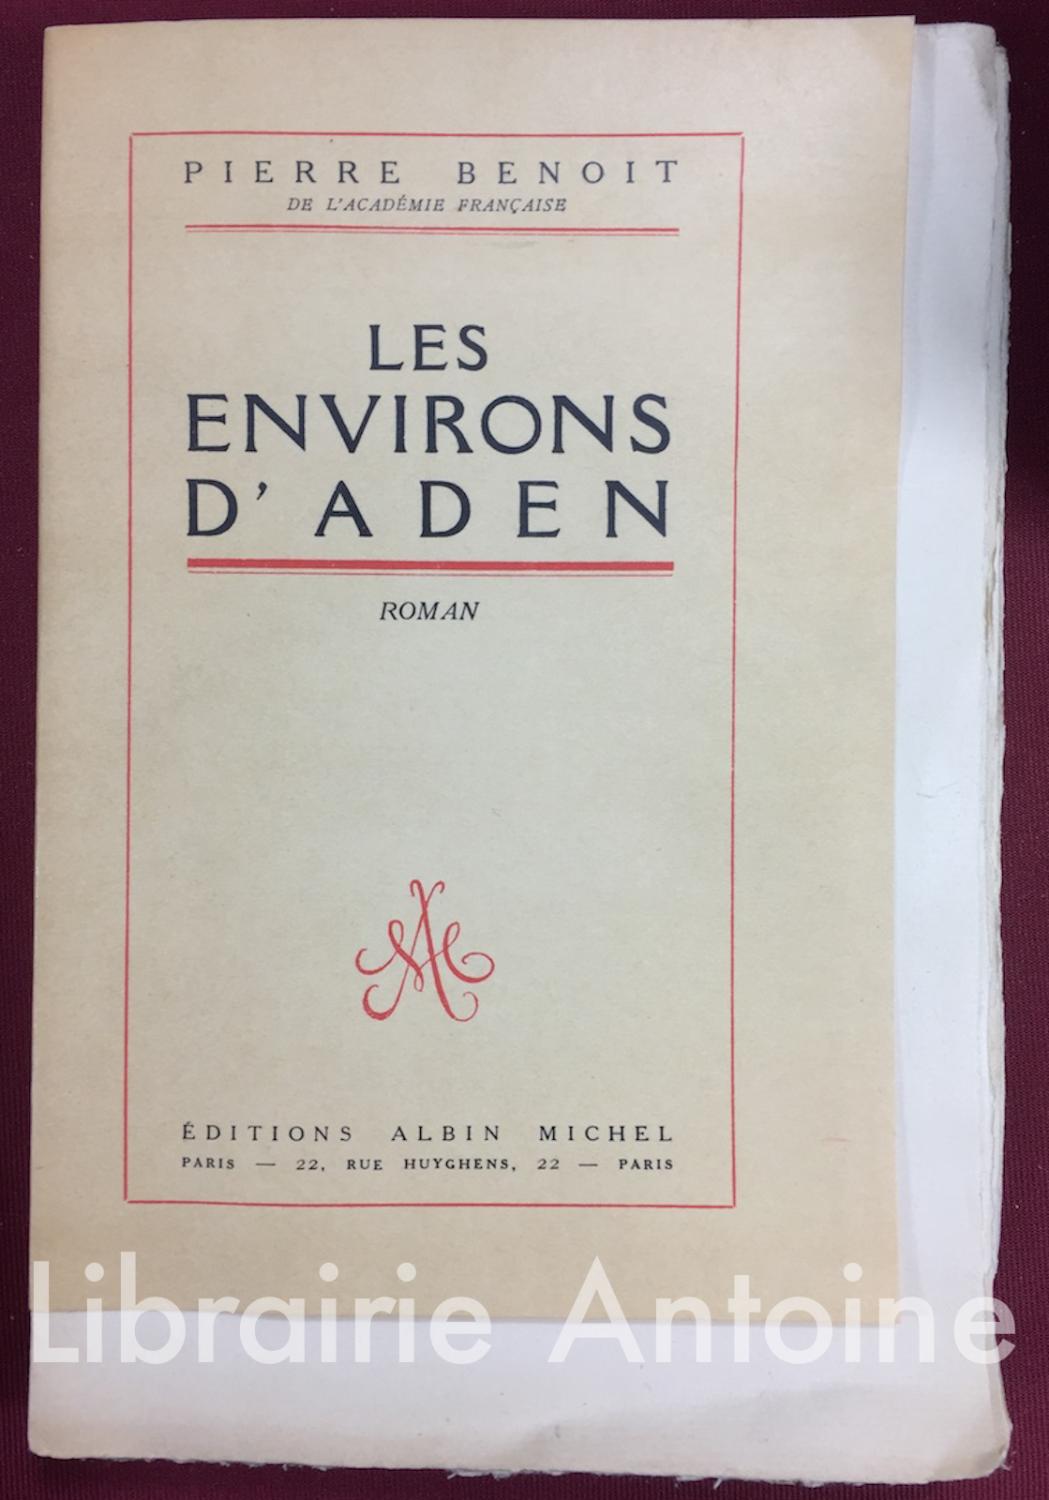 PIERRE BENOIT
DE L'ACADÉMIE FRANÇAISE
LES
ENVIRONS
D'ADEN
ROMAN
ÉDITIONS ALBIN MICHEL
PARIS — 22, RUE HUYGHENS, 22 — PARIS
Librairie Antoine